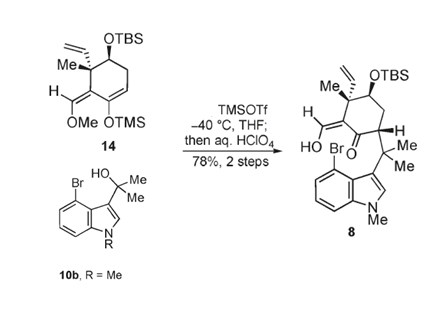 OTBS
Me
H
OMe OTMS
14
HO Me
Br
Me
N
R
10b, R = Me
TMSOTf
–40 °C, THF;
then aq. HClO4
78%, 2 steps
OTBS
Me
H
H
HO
Br
O
Me
Me
N
Me
8